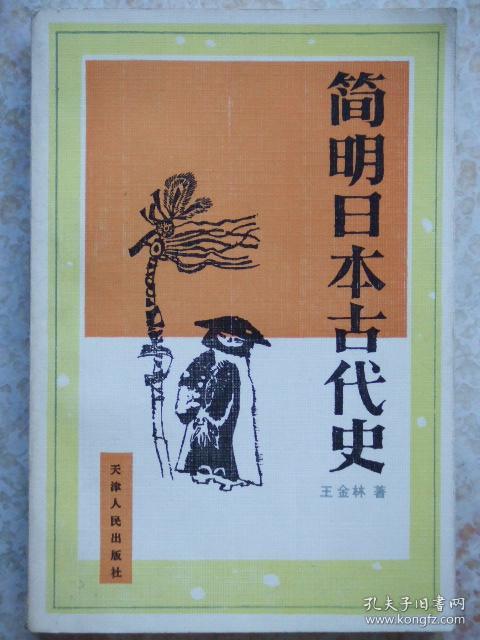 简明日本古代史
王金林 著
天津人民出版社
孔夫子旧书网
www.kongfz.com